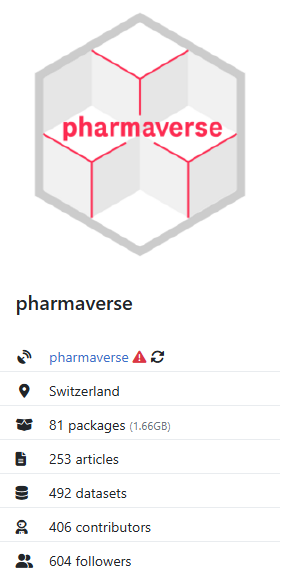 pharmaverse
pharmaverse
pharmaverse
Switzerland
81 packages (1.66GB)
253 articles
492 datasets
406 contributors
604 followers